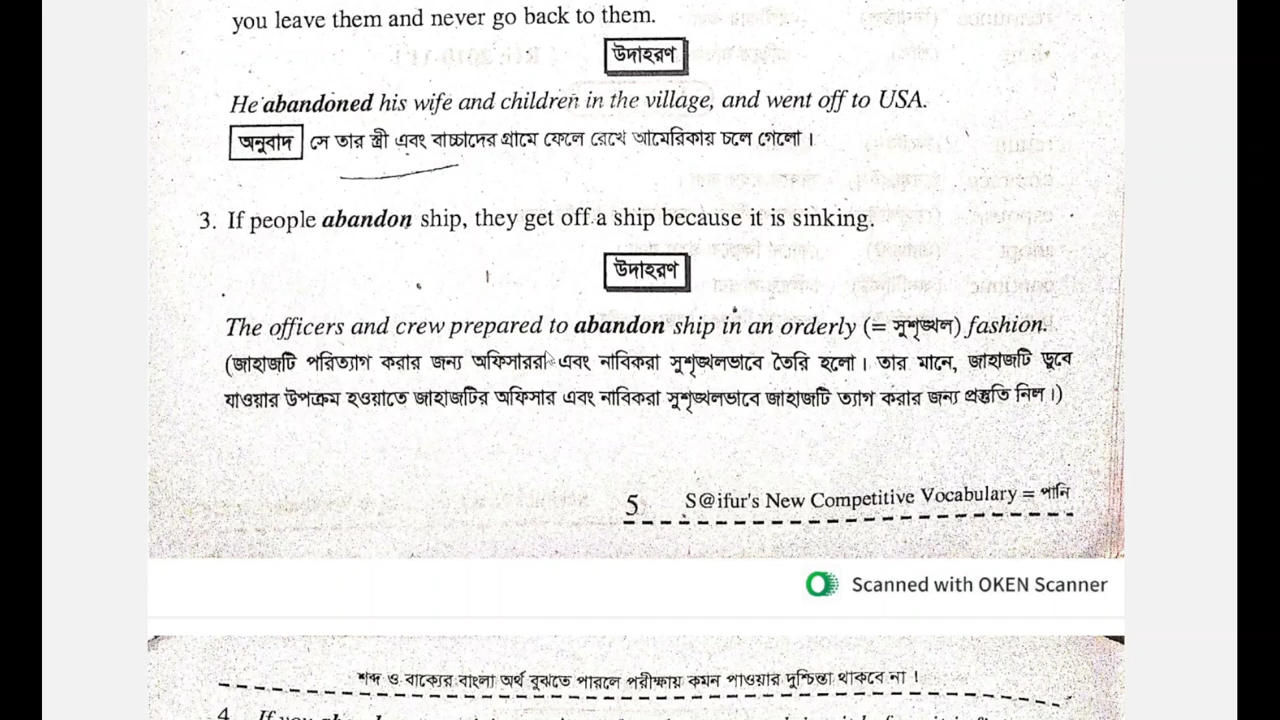 you leave them and never go back to them.
উদাহরণ
He abandoned his wife and children in the village, and went off to USA.
অনুবাদ সে তার স্ত্রী এবং বাচ্চাদের গ্রামে ফেলে রেখে আমেরিকায় চলে গেলো।
3. If people abandon ship, they get off a ship because it is sinking.
উদাহরণ
The officers and crew prepared to abandon ship in an orderly (= সুশৃঙ্খল) fashion.
(জাহাজটি পরিত্যাগ করার জন্য অফিসাররা এবং নাবিকরা সুশৃঙ্খলভাবে তৈরি হলো। তার মানে, জাহাজটি ডুবে
যাওয়ার উপক্রম হওয়াতে জাহাজটির অফিসার এবং নাবিকরা সুশৃঙ্খলভাবে জাহাজটি ত্যাগ করার জন্য প্রস্তুতি নিল।)
5 S@ifur's New Competitive Vocabulary = পানি
Scanned with OKEN Scanner
শব্দ ও বাক্যের বাংলা অর্থ বুঝতে পারলে পরীক্ষায় কমন পাওয়ার দুশ্চিন্তা থাকবে না!
4. If you